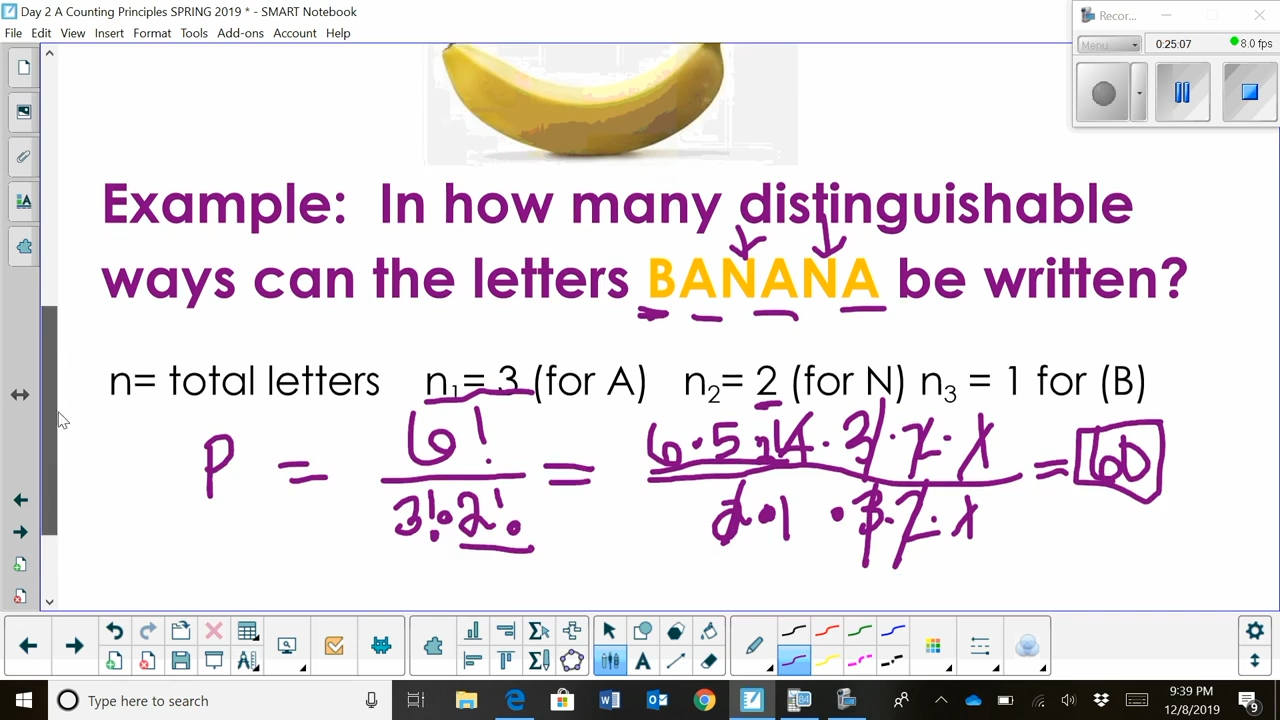 Day 2 A Counting Principles SPRING 2019 * - SMART Notebook
File Edit View Insert Format Tools Add-ons Account Help
Recor...
Menu
00:25:07 8.0 fps
Example: In how many distinguishable
ways can the letters BANANA be written?
n= total letters n₁= 3 (for A) n₂= 2 (for N) n₃ = 1 for (B)
P = 6! / 3!·2! = 6·5·4·3·2·1 / 2·1·3·2·1 = 60
Type here to search
9:39 PM
12/8/2019
9